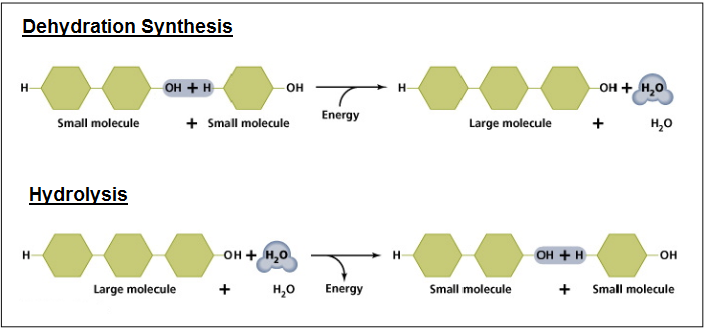 Dehydration Synthesis
H OH + H OH H OH + H₂O
Energy
Small molecule + Small molecule Large molecule + H₂O
Hydrolysis
H OH + H₂O H OH + H OH
Large molecule + H₂O Energy Small molecule + Small molecule